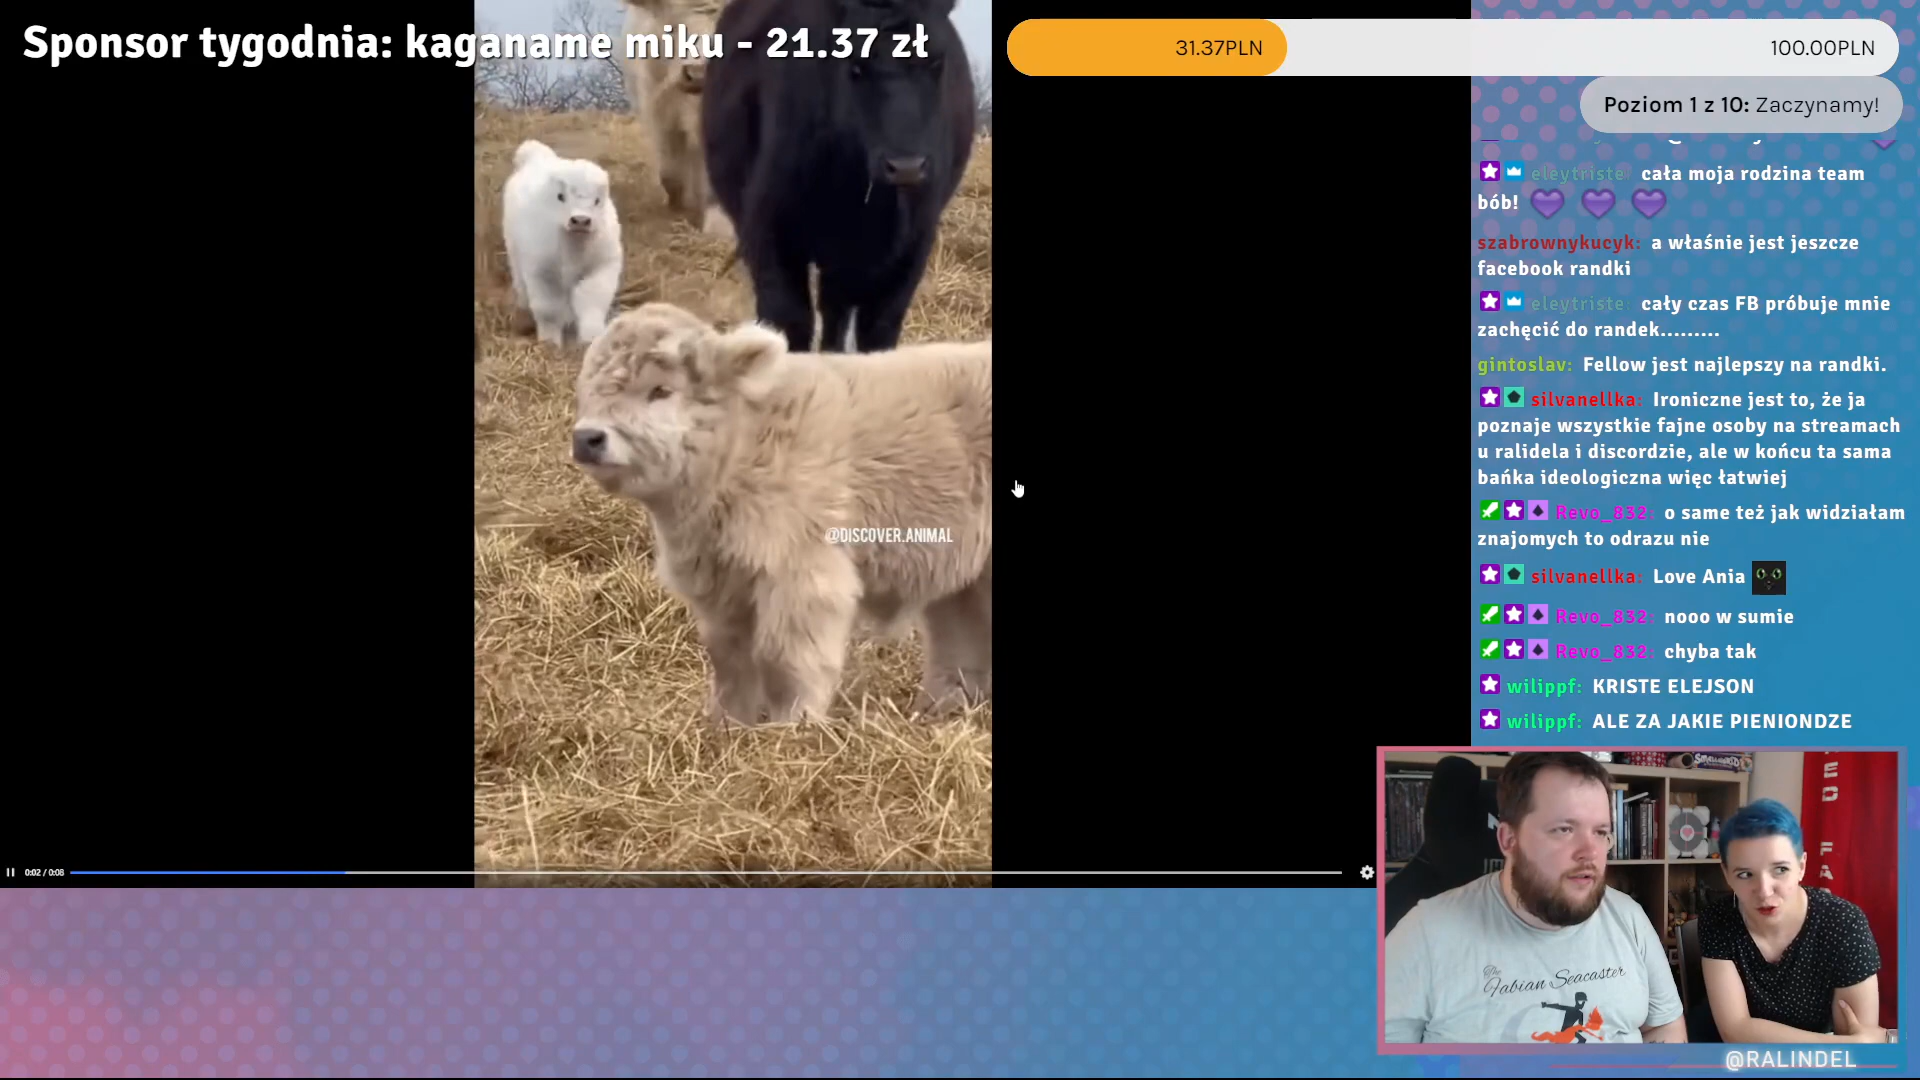 Sponsor tygodnia: kaganame miku - 21.37 zł
31.37PLN
100.00PLN
Poziom 1 z 10: Zaczynamy!
eleytriste: cała moja rodzina team
bób!
szabrownykucyk: a właśnie jest jeszcze
facebook randki
eleytriste: cały czas FB próbuje mnie
zachęcić do randek.........
gintoslav: Fellow jest najlepszy na randki.
silvanellka: Ironiczne jest to, że ja
poznaje wszystkie fajne osoby na streamach
u ralidela i discordzie, ale w końcu ta sama
bańka ideologiczna więc łatwiej
Revo_832: o same też jak widziałam
znajomych to odrazu nie
silvanellka: Love Ania
Revo_832: nooo w sumie
Revo_832: chyba tak
wilippf: KRISTE ELEJSON
wilippf: ALE ZA JAKIE PIENIONDZE
@DISCOVER.ANIMAL
0:02 / 0:08
The
Fabian Seacaster
@RALINDEL